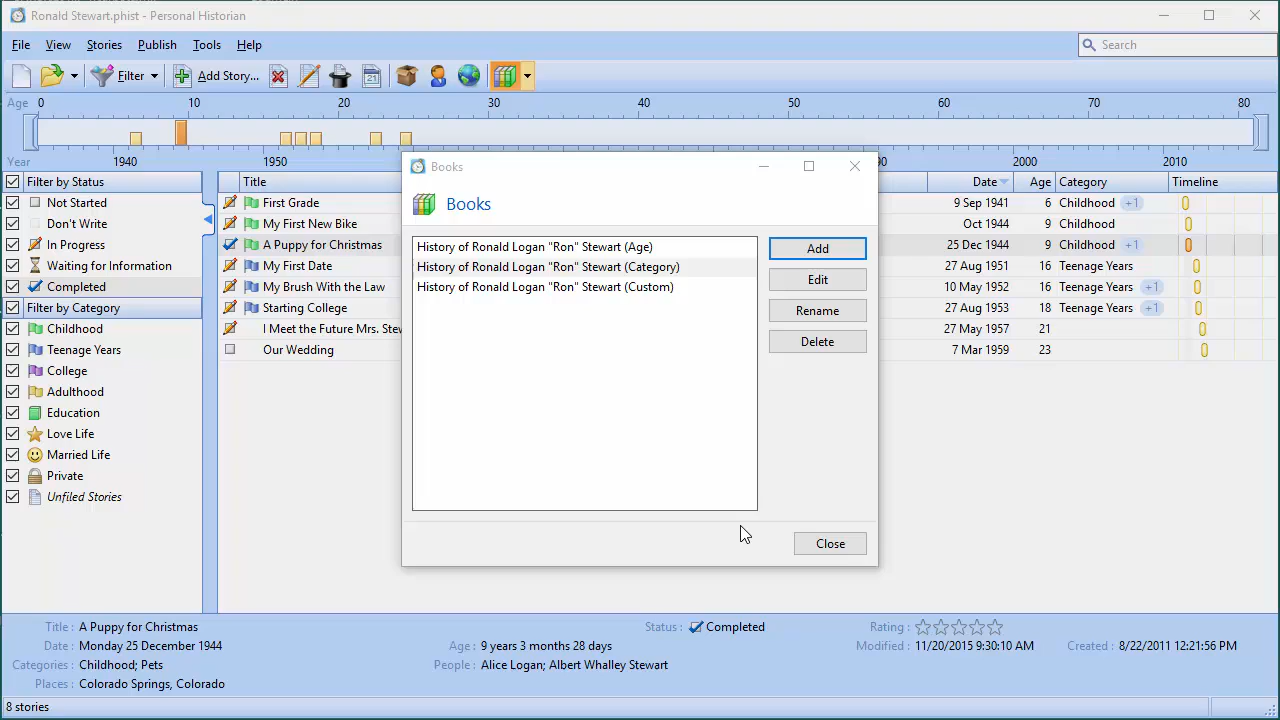 Ronald Stewart.phist - Personal Historian
File View Stories Publish Tools Help
Search
Filter Add Story...
Age 0 10 20 30 40 50 60 70 80
Year 1940 1950 90 2000 2010
Filter by Status
Not Started
Don't Write
In Progress
Waiting for Information
Completed
Filter by Category
Childhood
Teenage Years
College
Adulthood
Education
Love Life
Married Life
Private
Unfiled Stories
Title Date Age Category Timeline
First Grade 9 Sep 1941 6 Childhood +1
My First New Bike Oct 1944 9 Childhood
A Puppy for Christmas 25 Dec 1944 9 Childhood +1
My First Date 27 Aug 1951 16 Teenage Years
My Brush With the Law 10 May 1952 16 Teenage Years +1
Starting College 27 Aug 1953 18 Teenage Years +1
I Meet the Future Mrs. Stew 27 May 1957 21
Our Wedding 7 Mar 1959 23
Books
Books
History of Ronald Logan "Ron" Stewart (Age)
History of Ronald Logan "Ron" Stewart (Category)
History of Ronald Logan "Ron" Stewart (Custom)
Add
Edit
Rename
Delete
Close
Title : A Puppy for Christmas Status : Completed Rating :
Date : Monday 25 December 1944 Age : 9 years 3 months 28 days Modified : 11/20/2015 9:30:10 AM Created : 8/22/2011 12:21:56 PM
Categories : Childhood; Pets People : Alice Logan; Albert Whalley Stewart
Places : Colorado Springs, Colorado
8 stories